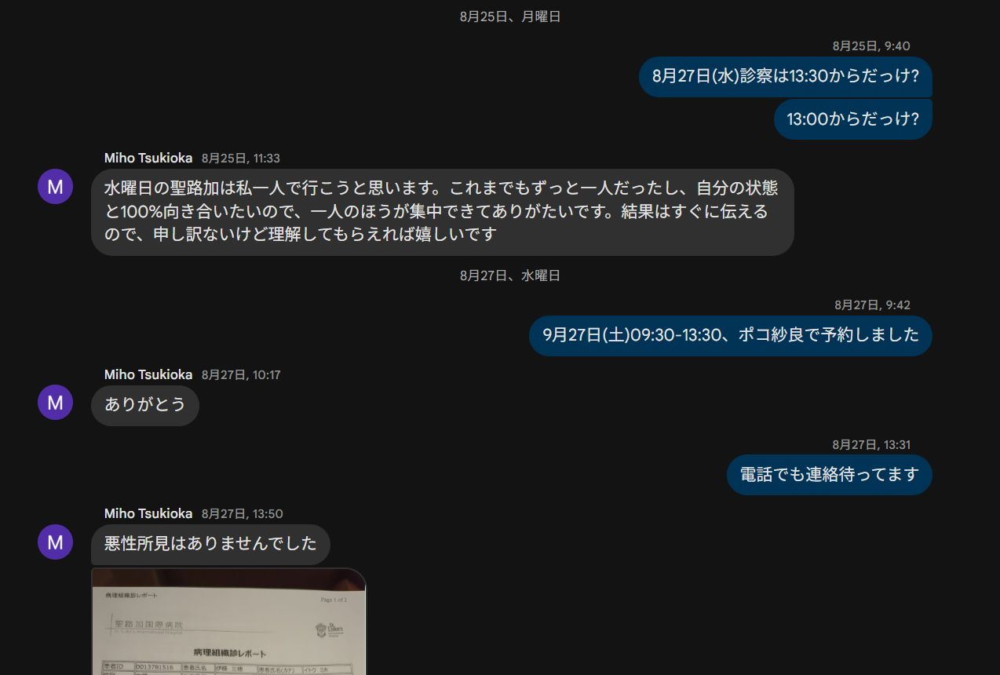 8月25日、月曜日
8月25日, 9:40
8月27日(水)診察は13:30からだっけ?
13:00からだっけ?
Miho Tsukioka 8月25日, 11:33
M
水曜日の聖路加は私一人で行こうと思います。これまでもずっと一人だったし、自分の状態
と100%向き合いたいので、一人のほうが集中できてありがたいです。結果はすぐに伝える
ので、申し訳ないけど理解してもらえれば嬉しいです
8月27日、水曜日
8月27日, 9:42
9月27日(土)09:30-13:30、ポコ紗良で予約しました
Miho Tsukioka 8月27日, 10:17
M
ありがとう
8月27日, 13:31
電話でも連絡待ってます
Miho Tsukioka 8月27日, 13:50
M
悪性所見はありませんでした
病理組織診レポート
Page 1 of 2
聖路加国際病院
St. Luke's International Hospital
St. Luke's
病理組織診レポート
患者ID 0013781516 患者氏名 伊藤 三穂 患者氏名(カナ) イトウ ミホ